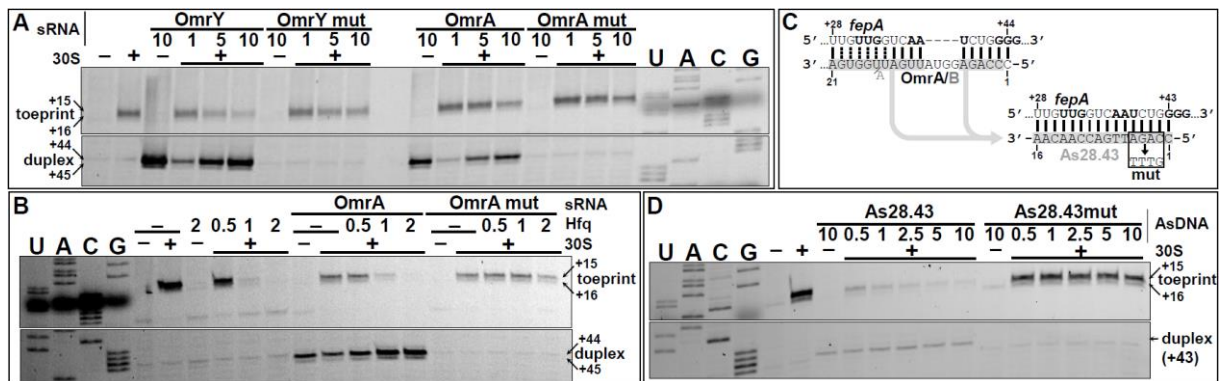 A
sRNA
OmrY OmrY mut OmrA OmrA mut
10 1 5 10 10 1 5 10 10 1 5 10 10 1 5 10
30S – + – + – + – + – +
U A C G
+15
toeprint
+16
+44
duplex
+45
B
OmrA OmrA mut sRNA
– 2 0.5 1 2 – 0.5 1 2 – 0.5 1 2 Hfq
U A C G – + – + – + – + 30S
+15
toeprint
+16
+44
duplex
+45
C
+28 fepA +44
5’…UUGUUGGUCAA-----UCUGGGG…3’
3’ AGUGGUUAGUUAUGGAGACCC-5’
21 A OmrA/B 1
+28 fepA +43
5’…UUGUUGGUCAAUCUGGGG…3’
3’- AACAACCAGTTAGAC-5’
16 As28.43 1
TTTG
mut
D
As28.43 As28.43mut AsDNA
10 0.5 1 2.5 5 10 10 0.5 1 2.5 5 10
U A C G – + – + – + 30S
+15
toeprint
+16
duplex
(+43)